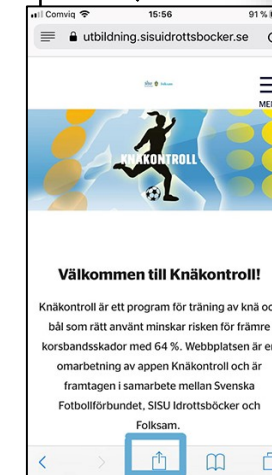 Comviq
15:56
91 %
utbildning.sisuidrottsbocker.se
KNÄKONTROLL
Välkommen till Knäkontroll!
Knäkontroll är ett program för träning av knä oc
bål som rätt använt minskar risken för främre
korsbandsskador med 64 %. Webbplatsen är en
omarbetning av appen Knäkontroll och är
framtagen i samarbete mellan Svenska
Fotbollförbundet, SISU Idrottsböcker och
Folksam.